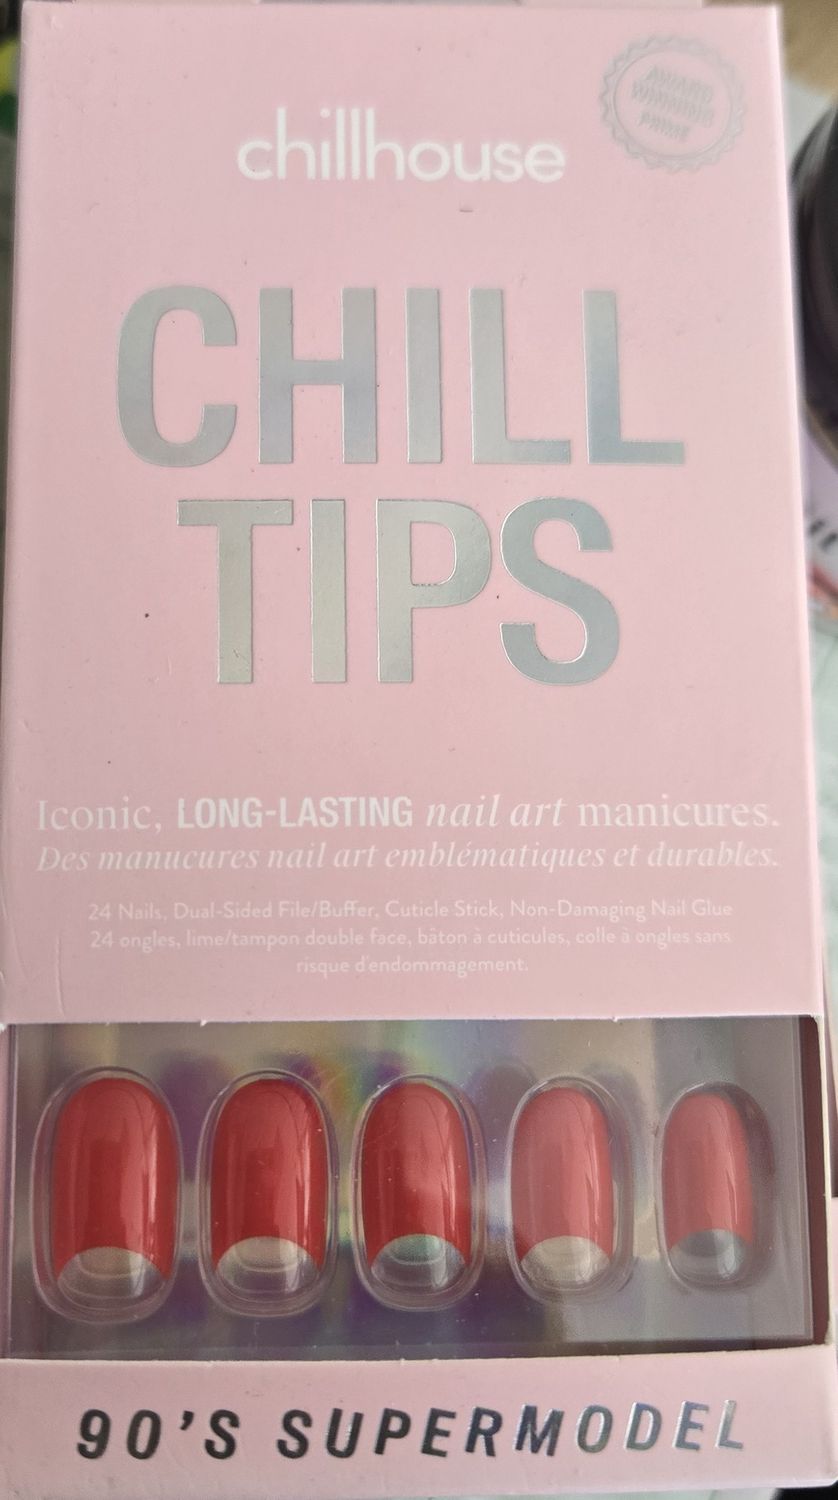 chillhouse
AWARD
WINNING
CHILL
TIPS
Iconic, LONG-LASTING nail art manicures.
Des manucures nail art emblématiques et durables.
24 Nails, Dual-Sided File/Buffer, Cuticle Stick, Non-Damaging Nail Glue
24 ongles, lime/tampon double face, bâton à cuticules, colle à ongles sans
risque d'endommagement.
90'S SUPERMODEL